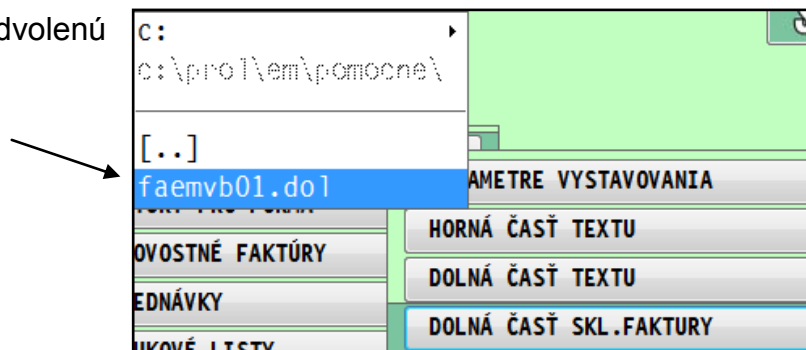 dvolenú
C:
c:\prol\em\pomocne\
[..]
faemvb01.dol
AMETRE VYSTAVOVANIA
HORNÁ ČASŤ TEXTU
OVOSTNÉ FAKTÚRY
DOLNÁ ČASŤ TEXTU
EDNÁVKY
DOLNÁ ČASŤ SKL.FAKTURY